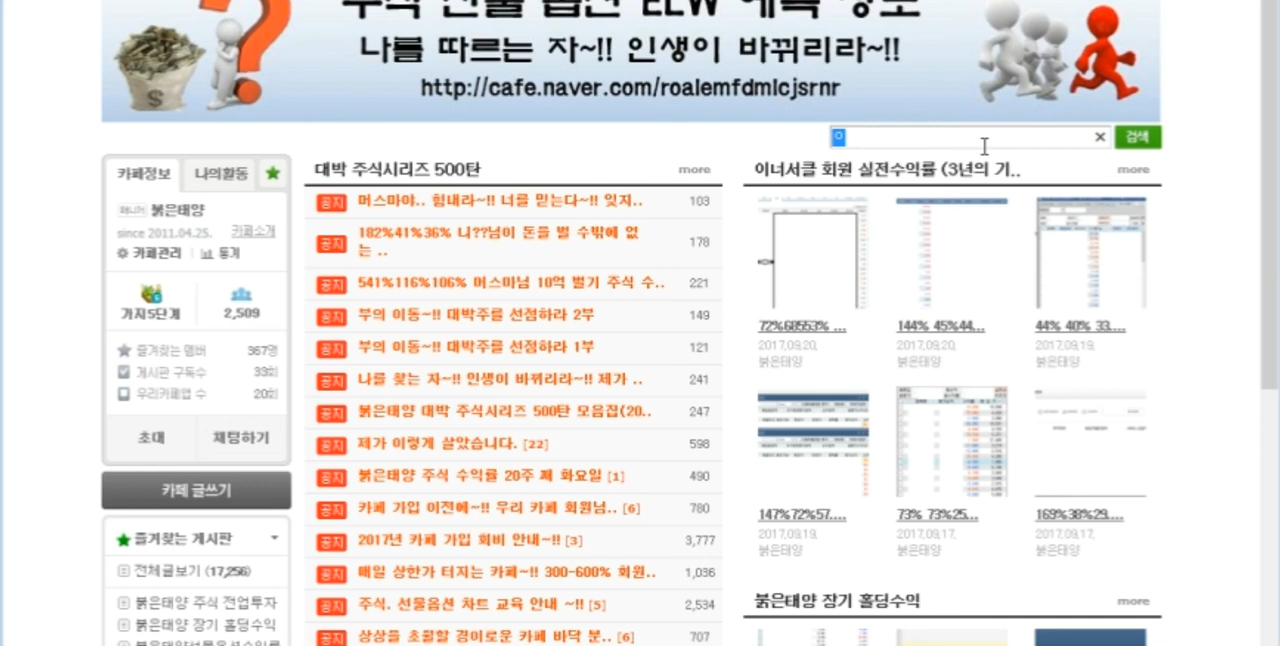 나를 따르는 자~!! 인생이 바뀌리라~!!
http://cafe.naver.com/roalemfdmlcjsrnr
검색
카페정보
나의활동
매니저 붉은태양
since 2011.04.25.
카페소개
카페관리
통계
가지5단계
2,509
즐겨찾는 멤버 367명
게시판 구독수 33회
우리카페앱 수 20회
초대
채팅하기
카페 글쓰기
즐겨찾는 게시판
전체글보기 (17,256)
붉은태양 주식 전업투자
붉은태양 장기 홀딩수익
대박 주식시리즈 500탄
more
공지 머스마야.. 힘내라~!! 너를 믿는다~!! 잊지.. 103
공지 182%41%36% 니??님이 돈을 벌 수밖에 없
는 .. 178
공지 541%116%106% 머스마님 10억 벌기 주식 수.. 221
공지 부의 이동~!! 대박주를 선점하라 2부 149
공지 부의 이동~!! 대박주를 선점하라 1부 121
공지 나를 찾는 자~!! 인생이 바뀌리라~!! 제가 .. 241
공지 붉은태양 대박 주식시리즈 500탄 모음집(20.. 247
공지 제가 이렇게 살았습니다. [22] 598
공지 붉은태양 주식 수익률 20주 째 화요일 [1] 490
공지 카페 가입 이전에~!! 우리 카페 회원님.. [6] 780
공지 2017년 카페 가입 회비 안내~!! [3] 3,777
공지 매일 상한가 터지는 카페~!! 300-600% 회원.. 1,036
공지 주식. 선물옵션 차트 교육 안내 ~!! [5] 2,534
공지 상상을 초월할 경이로운 카페 바닥 분.. [6] 707
이너서클 회원 실전수익률 (3년의 기..
more
72%68553% ...
2017.09.20.
붉은태양
144% 45%44...
2017.09.20.
붉은태양
44% 40% 33....
2017.09.19.
붉은태양
147%72%57....
2017.09.19.
붉은태양
73% 73%25...
2017.09.17.
붉은태양
169%38%29....
2017.09.17.
붉은태양
붉은태양 장기 홀딩수익
more